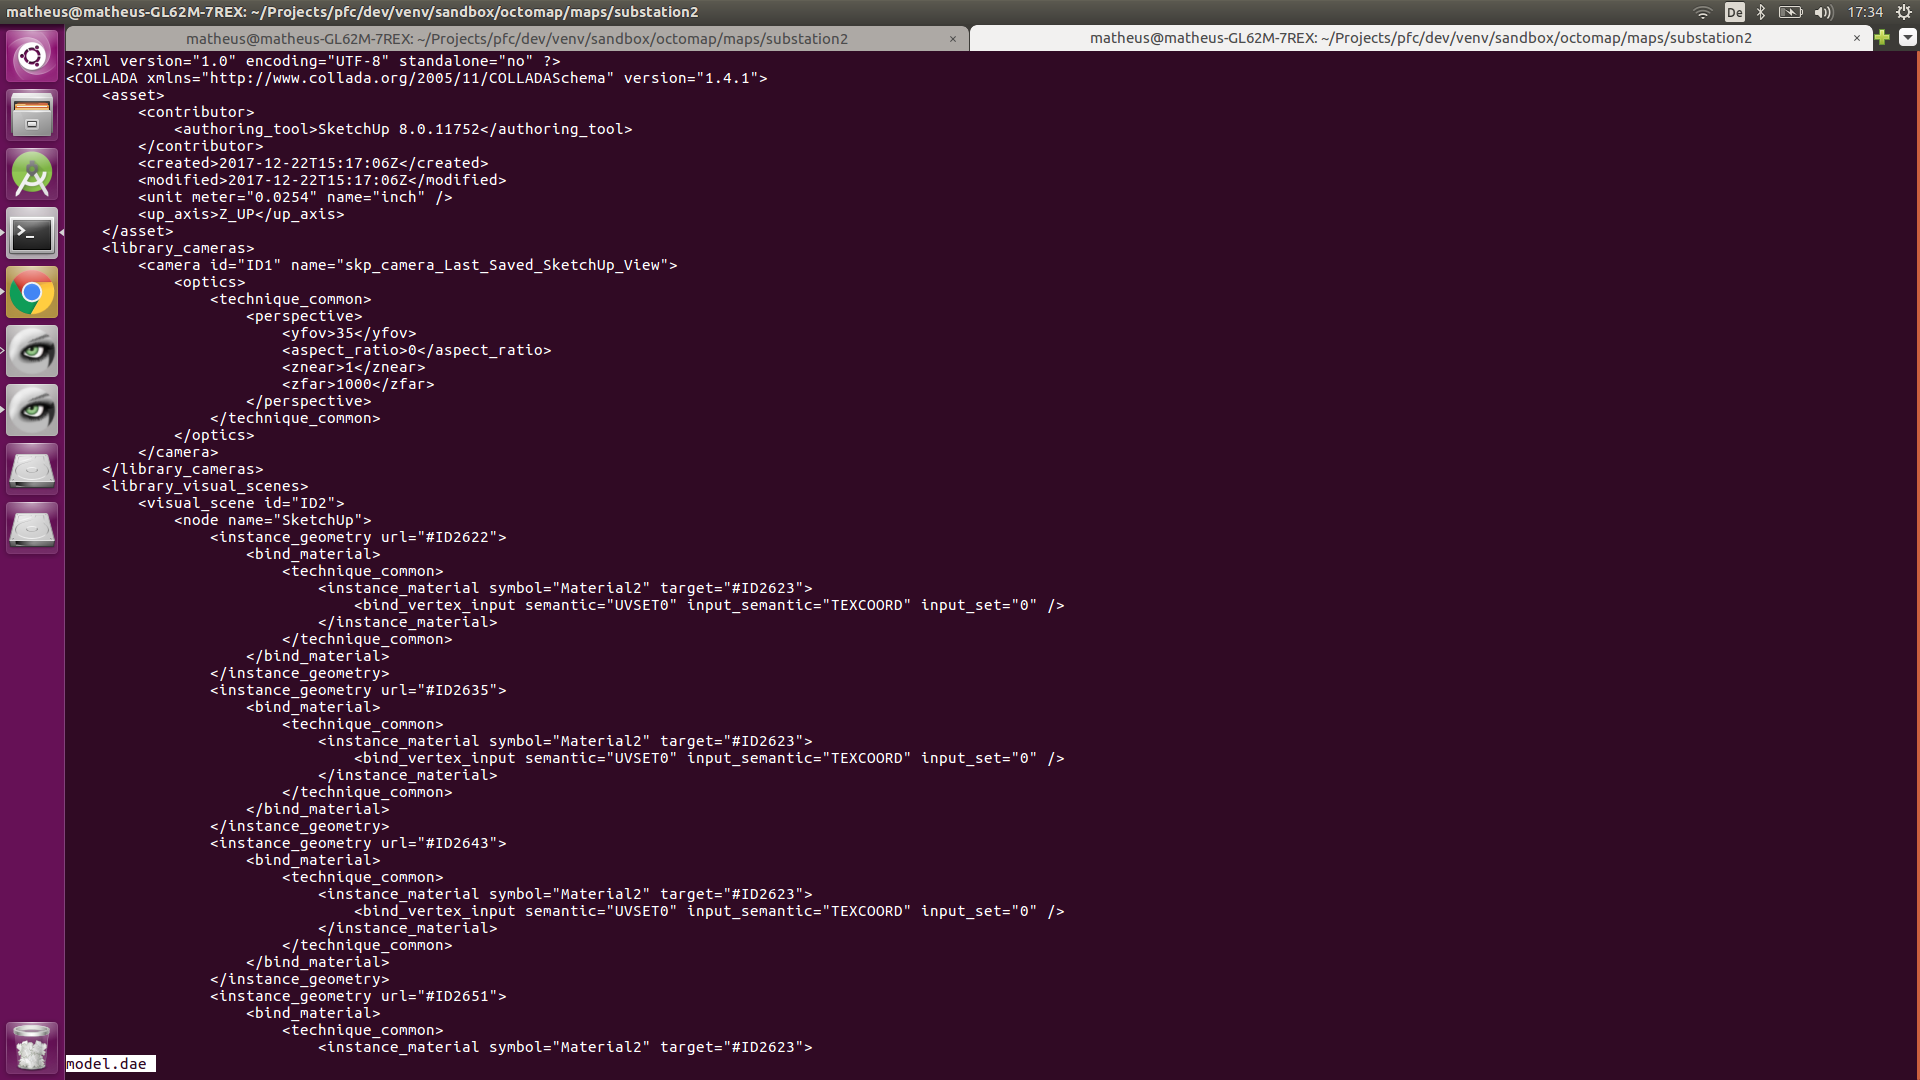 matheus@matheus-GL62M-7REX: ~/Projects/pfc/dev/venv/sandbox/octomap/maps/substation2
De
17:34
matheus@matheus-GL62M-7REX: ~/Projects/pfc/dev/venv/sandbox/octomap/maps/substation2 ×
matheus@matheus-GL62M-7REX: ~/Projects/pfc/dev/venv/sandbox/octomap/maps/substation2 ×
<?xml version="1.0" encoding="UTF-8" standalone="no" ?>
<COLLADA xmlns="http://www.collada.org/2005/11/COLLADASchema" version="1.4.1">
    <asset>
        <contributor>
            <authoring_tool>SketchUp 8.0.11752</authoring_tool>
        </contributor>
        <created>2017-12-22T15:17:06Z</created>
        <modified>2017-12-22T15:17:06Z</modified>
        <unit meter="0.0254" name="inch" />
        <up_axis>Z_UP</up_axis>
    </asset>
    <library_cameras>
        <camera id="ID1" name="skp_camera_Last_Saved_SketchUp_View">
            <optics>
                <technique_common>
                    <perspective>
                        <yfov>35</yfov>
                        <aspect_ratio>0</aspect_ratio>
                        <znear>1</znear>
                        <zfar>1000</zfar>
                    </perspective>
                </technique_common>
            </optics>
        </camera>
    </library_cameras>
    <library_visual_scenes>
        <visual_scene id="ID2">
            <node name="SketchUp">
                <instance_geometry url="#ID2622">
                    <bind_material>
                        <technique_common>
                            <instance_material symbol="Material2" target="#ID2623">
                                <bind_vertex_input semantic="UVSET0" input_semantic="TEXCOORD" input_set="0" />
                            </instance_material>
                        </technique_common>
                    </bind_material>
                </instance_geometry>
                <instance_geometry url="#ID2635">
                    <bind_material>
                        <technique_common>
                            <instance_material symbol="Material2" target="#ID2623">
                                <bind_vertex_input semantic="UVSET0" input_semantic="TEXCOORD" input_set="0" />
                            </instance_material>
                        </technique_common>
                    </bind_material>
                </instance_geometry>
                <instance_geometry url="#ID2643">
                    <bind_material>
                        <technique_common>
                            <instance_material symbol="Material2" target="#ID2623">
                                <bind_vertex_input semantic="UVSET0" input_semantic="TEXCOORD" input_set="0" />
                            </instance_material>
                        </technique_common>
                    </bind_material>
                </instance_geometry>
                <instance_geometry url="#ID2651">
                    <bind_material>
                        <technique_common>
                            <instance_material symbol="Material2" target="#ID2623">
model.dae